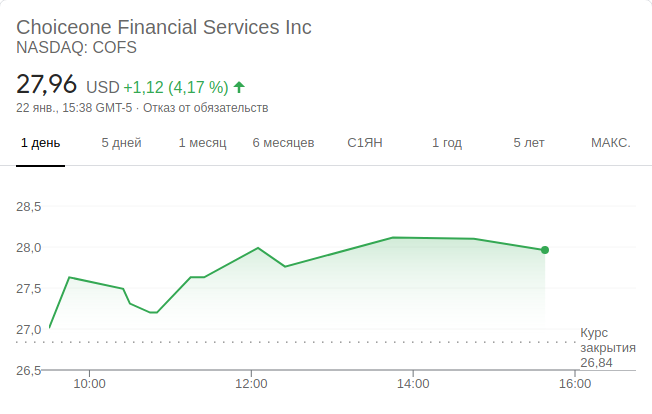 Choiceone Financial Services Inc
NASDAQ: COFS
27,96 USD +1,12 (4,17 %)
22 янв., 15:38 GMT-5 · Отказ от обязательств
1 день 5 дней 1 месяц 6 месяцев С1ЯН 1 год 5 лет МАКС.
28,5
28,0
27,5
27,0
Курс
закрытия
26,84
26,5
10:00 12:00 14:00 16:00